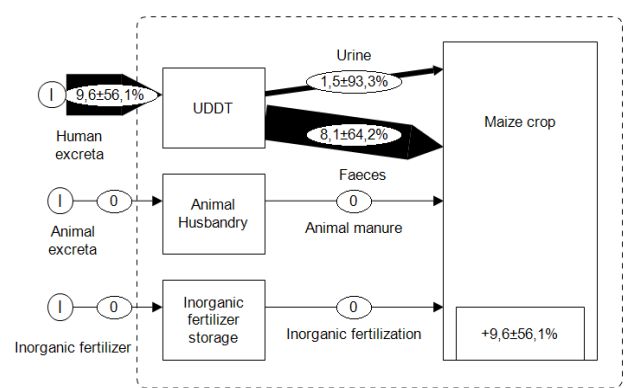 Urine
I
9,6±56,1%
1,5±93,3%
UDDT
Maize crop
Human
excreta
8,1±64,2%
Faeces
I
0
Animal
Husbandry
0
Animal
excreta
Animal manure
I
0
Inorganic
fertilizer
storage
0
Inorganic fertilizer
Inorganic fertilization
+9,6±56,1%